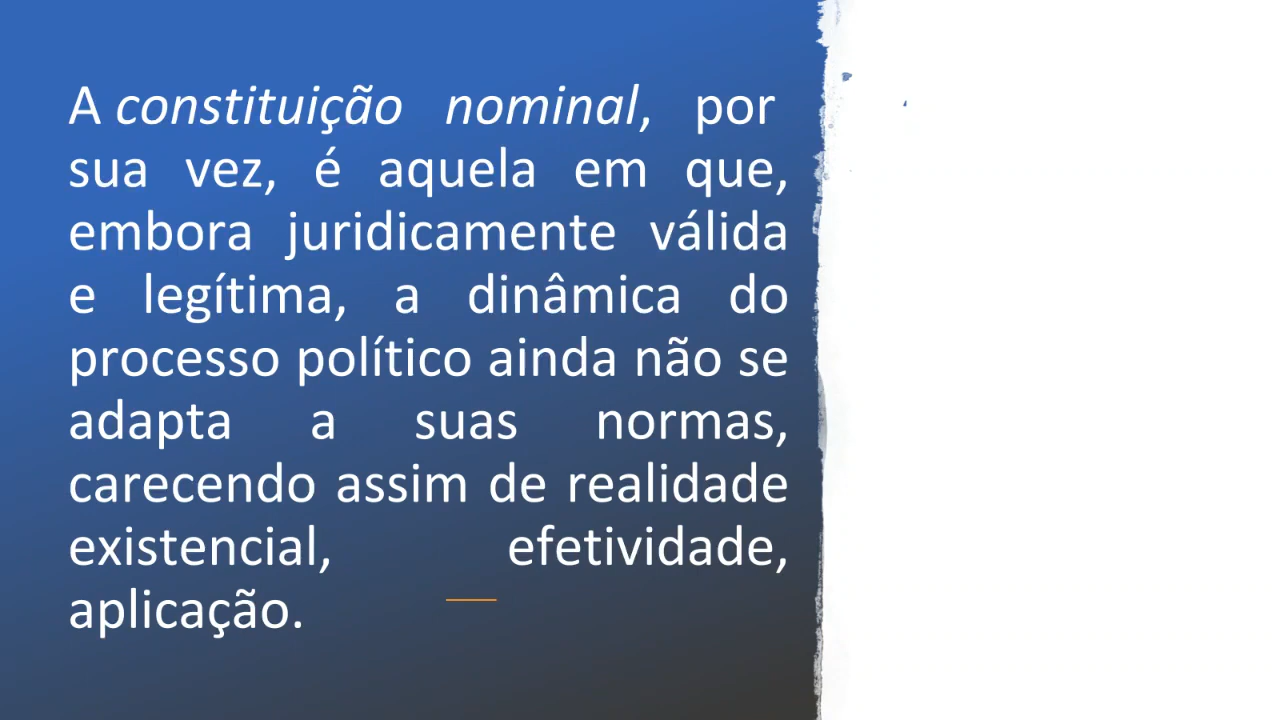 A constituição nominal, por
sua vez, é aquela em que,
embora juridicamente válida
e legítima, a dinâmica do
processo político ainda não se
adapta a suas normas,
carecendo assim de realidade
existencial, efetividade,
aplicação.